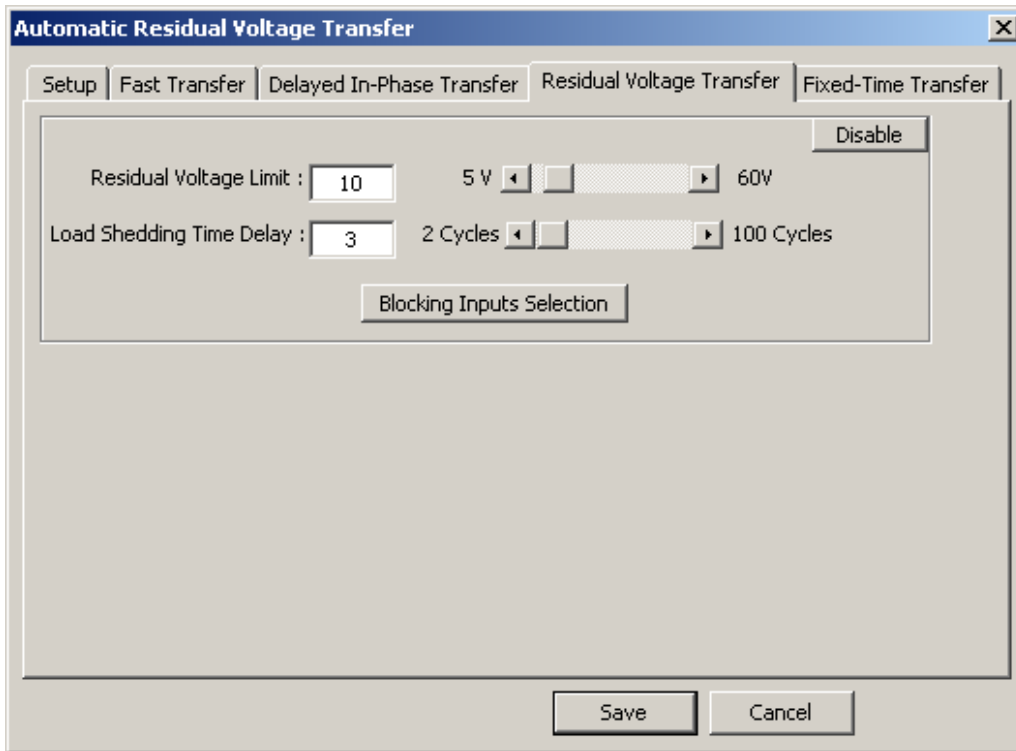 Automatic Residual Voltage Transfer
Setup Fast Transfer Delayed In-Phase Transfer Residual Voltage Transfer Fixed-Time Transfer
Disable
Residual Voltage Limit : 10 5 V 60V
Load Shedding Time Delay : 3 2 Cycles 100 Cycles
Blocking Inputs Selection
Save Cancel